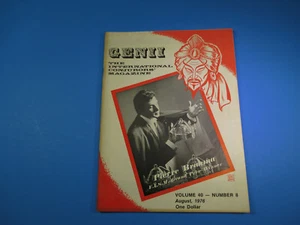 GENII
THE
INTERNATIONAL
CONJURORS'
MAGAZINE
Pierre Brahma
VOLUME 40 — NUMBER 8
August, 1976
One Dollar